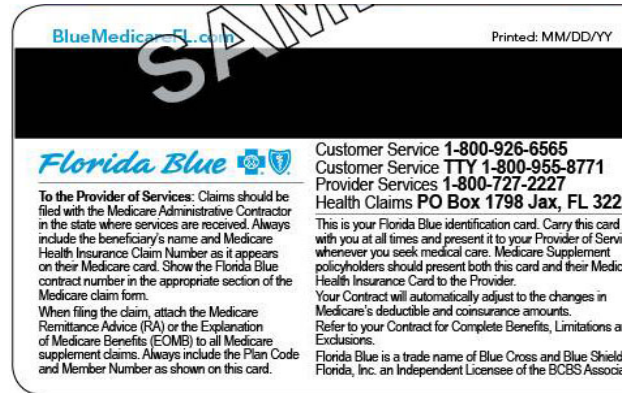 BlueMedicareFL.com
SAM
Printed: MM/DD/YY
Florida Blue
To the Provider of Services: Claims should be
filed with the Medicare Administrative Contractor
in the state where services are received. Always
include the beneficiary's name and Medicare
Health Insurance Claim Number as it appears
on their Medicare card. Show the Florida Blue
contract number in the appropriate section of the
Medicare claim form.
When filing the claim, attach the Medicare
Remittance Advice (RA) or the Explanation
of Medicare Benefits (EOMB) to all Medicare
supplement claims. Always include the Plan Code
and Member Number as shown on this card.
Customer Service 1-800-926-6565
Customer Service TTY 1-800-955-8771
Provider Services 1-800-727-2227
Health Claims PO Box 1798 Jax, FL 322
This is your Florida Blue identification card. Carry this card
with you at all times and present it to your Provider of Servi
whenever you seek medical care. Medicare Supplement
policyholders should present both this card and their Medic
Health Insurance Card to the Provider.
Your Contract will automatically adjust to the changes in
Medicare's deductible and coinsurance amounts.
Refer to your Contract for Complete Benefits, Limitations a
Exclusions.
Florida Blue is a trade name of Blue Cross and Blue Shield
Florida, Inc. an Independent Licensee of the BCBS Associa